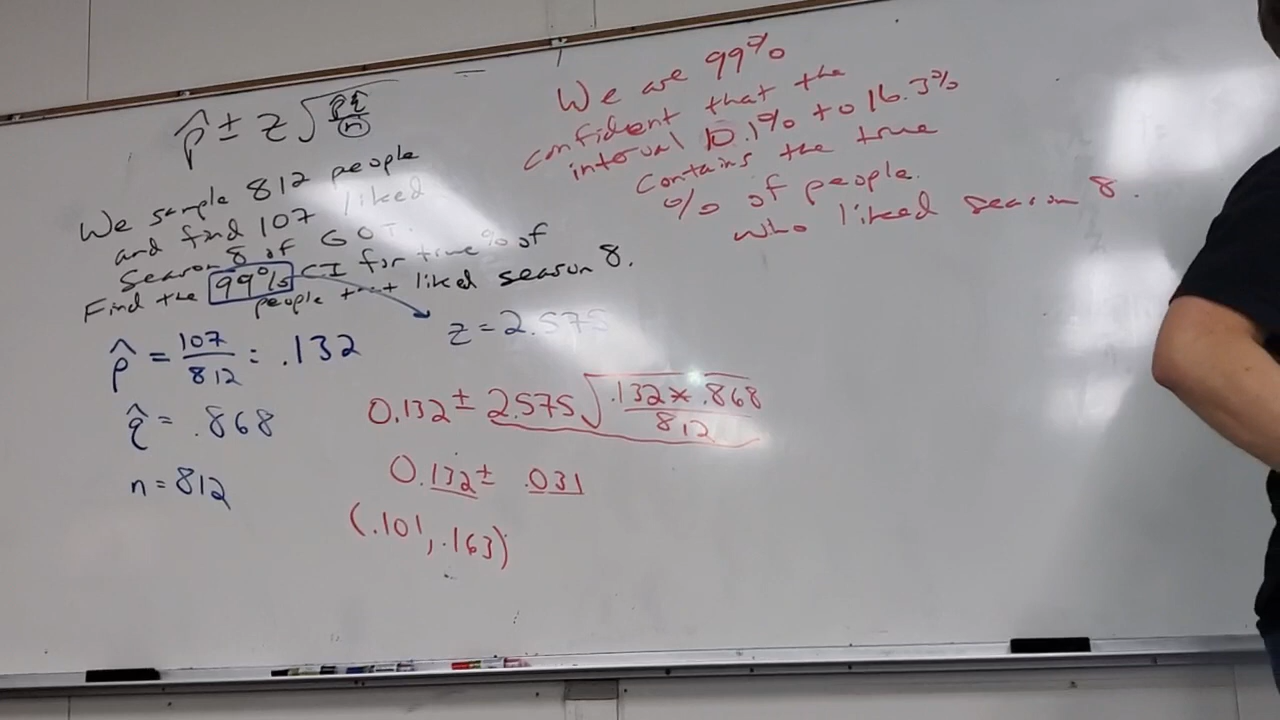 p̂ ± z√(p̂q̂/n)
We sample 812 people
and find 107 liked
Season 8 of GOT.
Find the 99% CI for true % of
people that liked season 8.
p̂ = 107/812 = .132
z = 2.575
q̂ = .868
n = 812
0.132 ± 2.575√(.132 × .868/812)
0.132 ± .031
(.101, .163)
We are 99%
confident that the
interval 10.1% to 16.3%
contains the true
% of people.
who liked season 8.